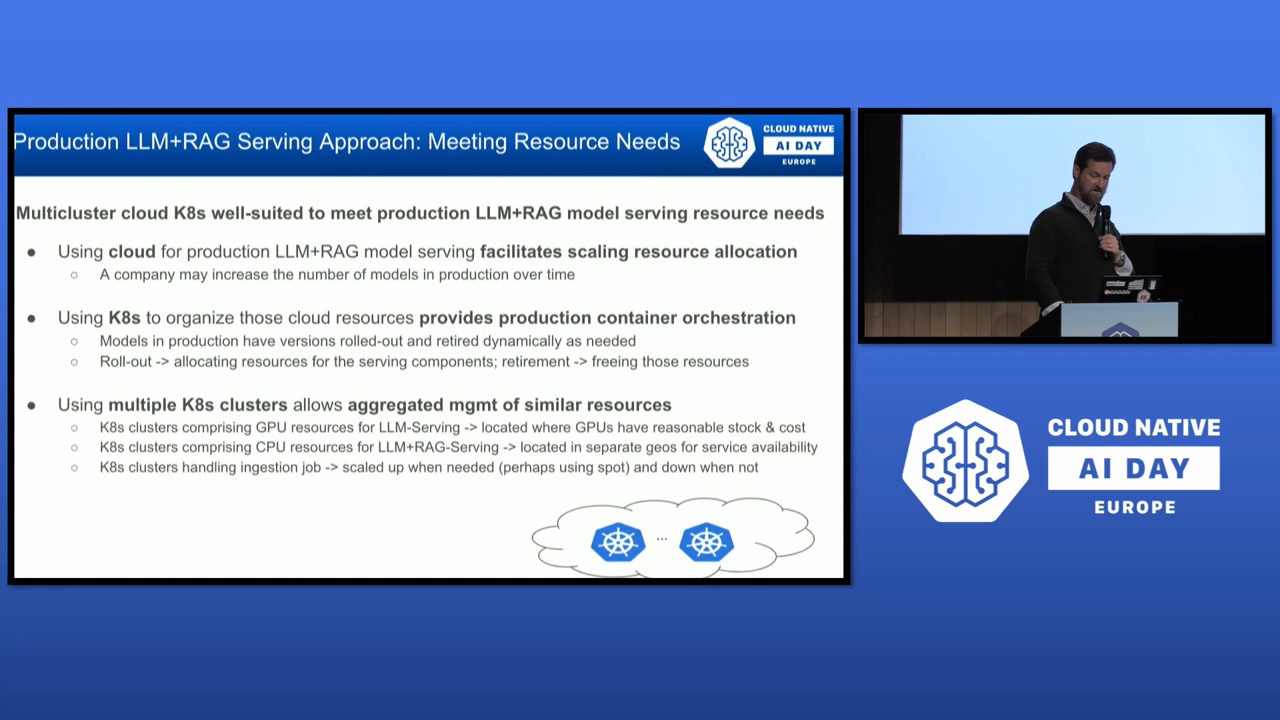 Production LLM+RAG Serving Approach: Meeting Resource Needs
CLOUD NATIVE
AI DAY
EUROPE
Multicluster cloud K8s well-suited to meet production LLM+RAG model serving resource needs
● Using cloud for production LLM+RAG model serving facilitates scaling resource allocation
○ A company may increase the number of models in production over time
● Using K8s to organize those cloud resources provides production container orchestration
○ Models in production have versions rolled-out and retired dynamically as needed
○ Roll-out -> allocating resources for the serving components; retirement -> freeing those resources
● Using multiple K8s clusters allows aggregated mgmt of similar resources
○ K8s clusters comprising GPU resources for LLM-Serving -> located where GPUs have reasonable stock & cost
○ K8s clusters comprising CPU resources for LLM+RAG-Serving -> located in separate geos for service availability
○ K8s clusters handling ingestion job -> scaled up when needed (perhaps using spot) and down when not
...
CLOUD NATIVE
AI DAY
EUROPE